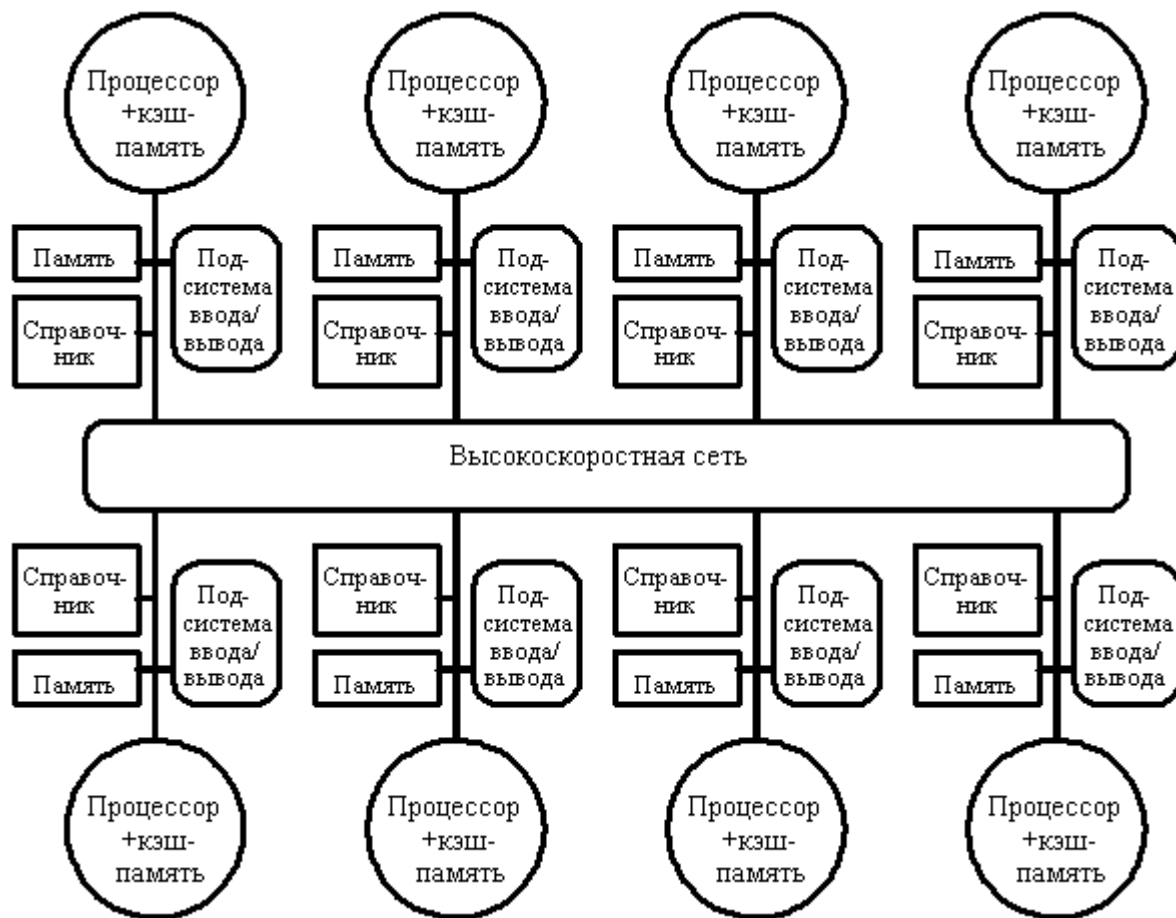 Процессор
+кэш-
память
Процессор
+кэш-
память
Процессор
+кэш-
память
Процессор
+кэш-
память
Память
Под-
система
ввода/
вывода
Справоч-
ник
Память
Под-
система
ввода/
вывода
Справоч-
ник
Память
Под-
система
ввода/
вывода
Справоч-
ник
Память
Под-
система
ввода/
вывода
Справоч-
ник
Высокоскоростная сеть
Справоч-
ник
Под-
система
ввода/
вывода
Память
Справоч-
ник
Под-
система
ввода/
вывода
Память
Справоч-
ник
Под-
система
ввода/
вывода
Память
Справоч-
ник
Под-
система
ввода/
вывода
Память
Процессор
+кэш-
память
Процессор
+кэш-
память
Процессор
+кэш-
память
Процессор
+кэш-
память